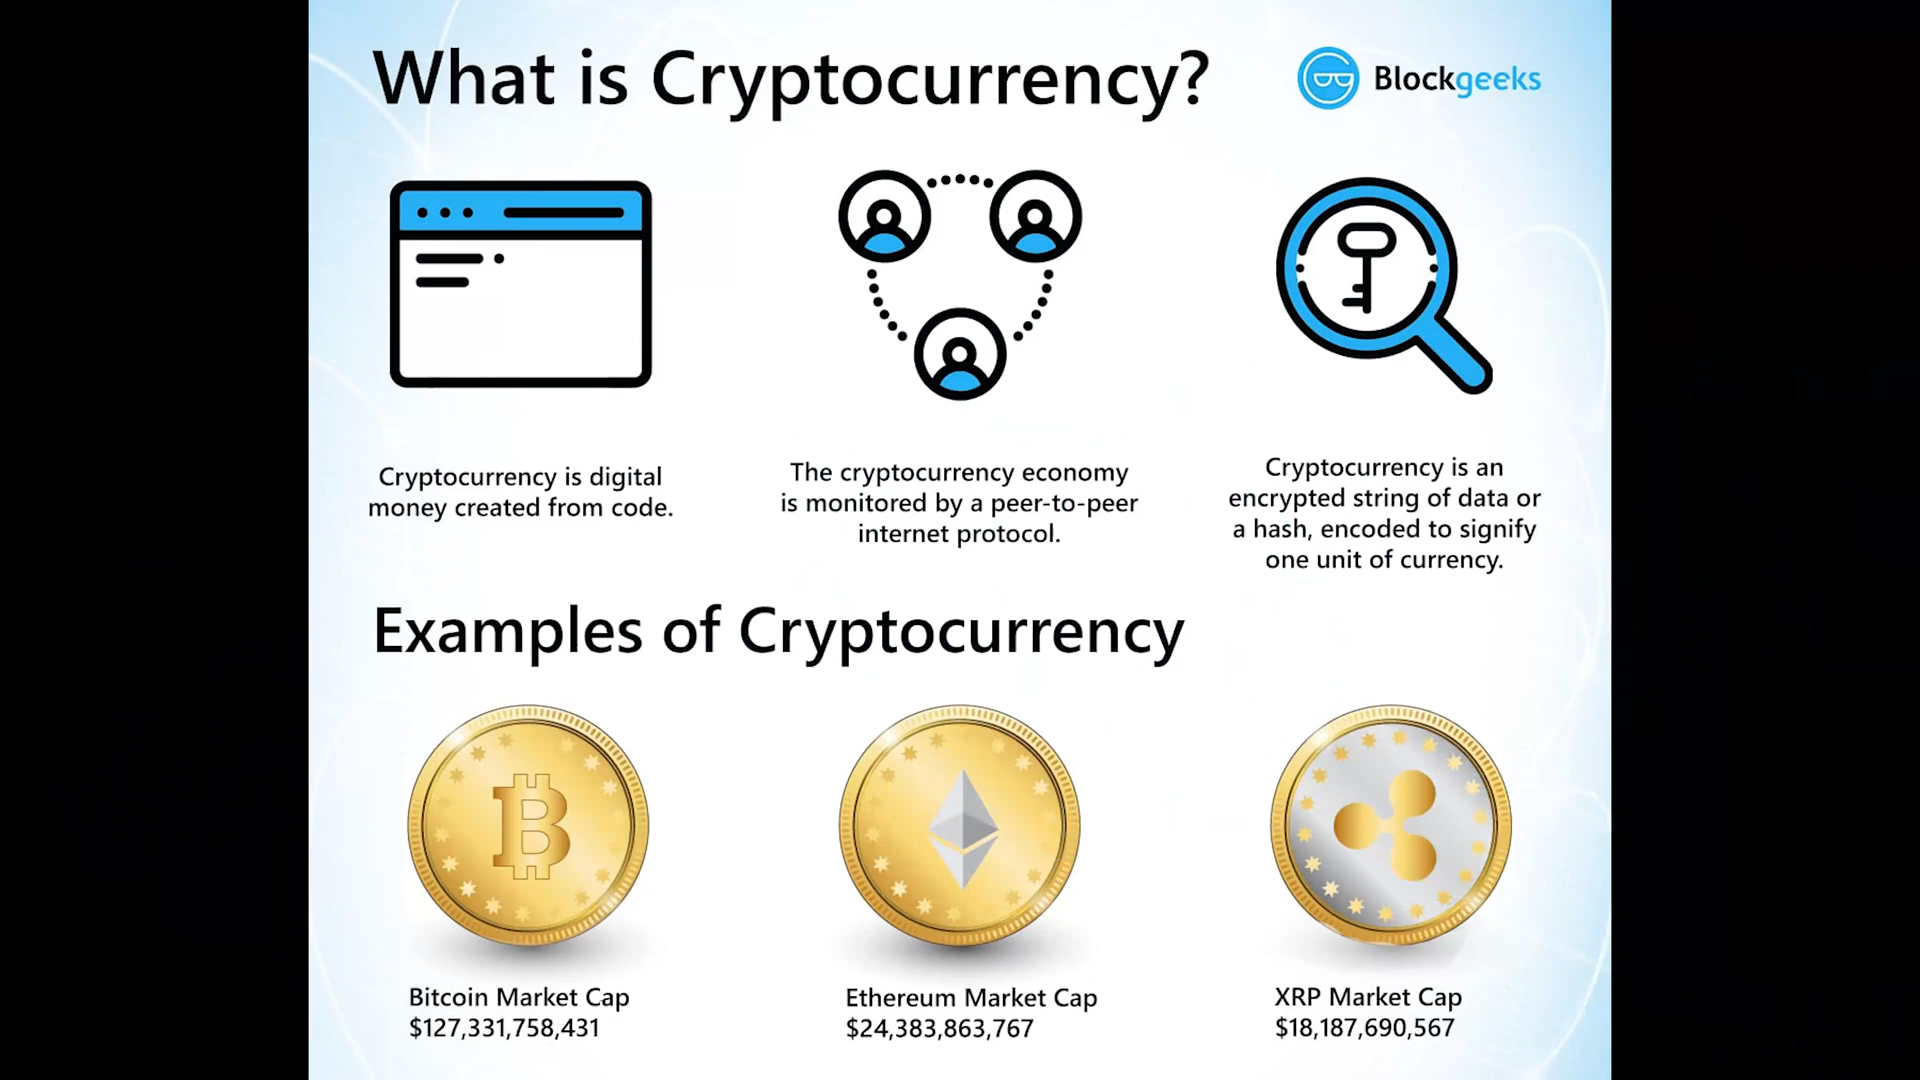 What is Cryptocurrency?
Blockgeeks
Cryptocurrency is digital
money created from code.
The cryptocurrency economy
is monitored by a peer-to-peer
internet protocol.
Cryptocurrency is an
encrypted string of data or
a hash, encoded to signify
one unit of currency.
Examples of Cryptocurrency
Bitcoin Market Cap
$127,331,758,431
Ethereum Market Cap
$24,383,863,767
XRP Market Cap
$18,187,690,567